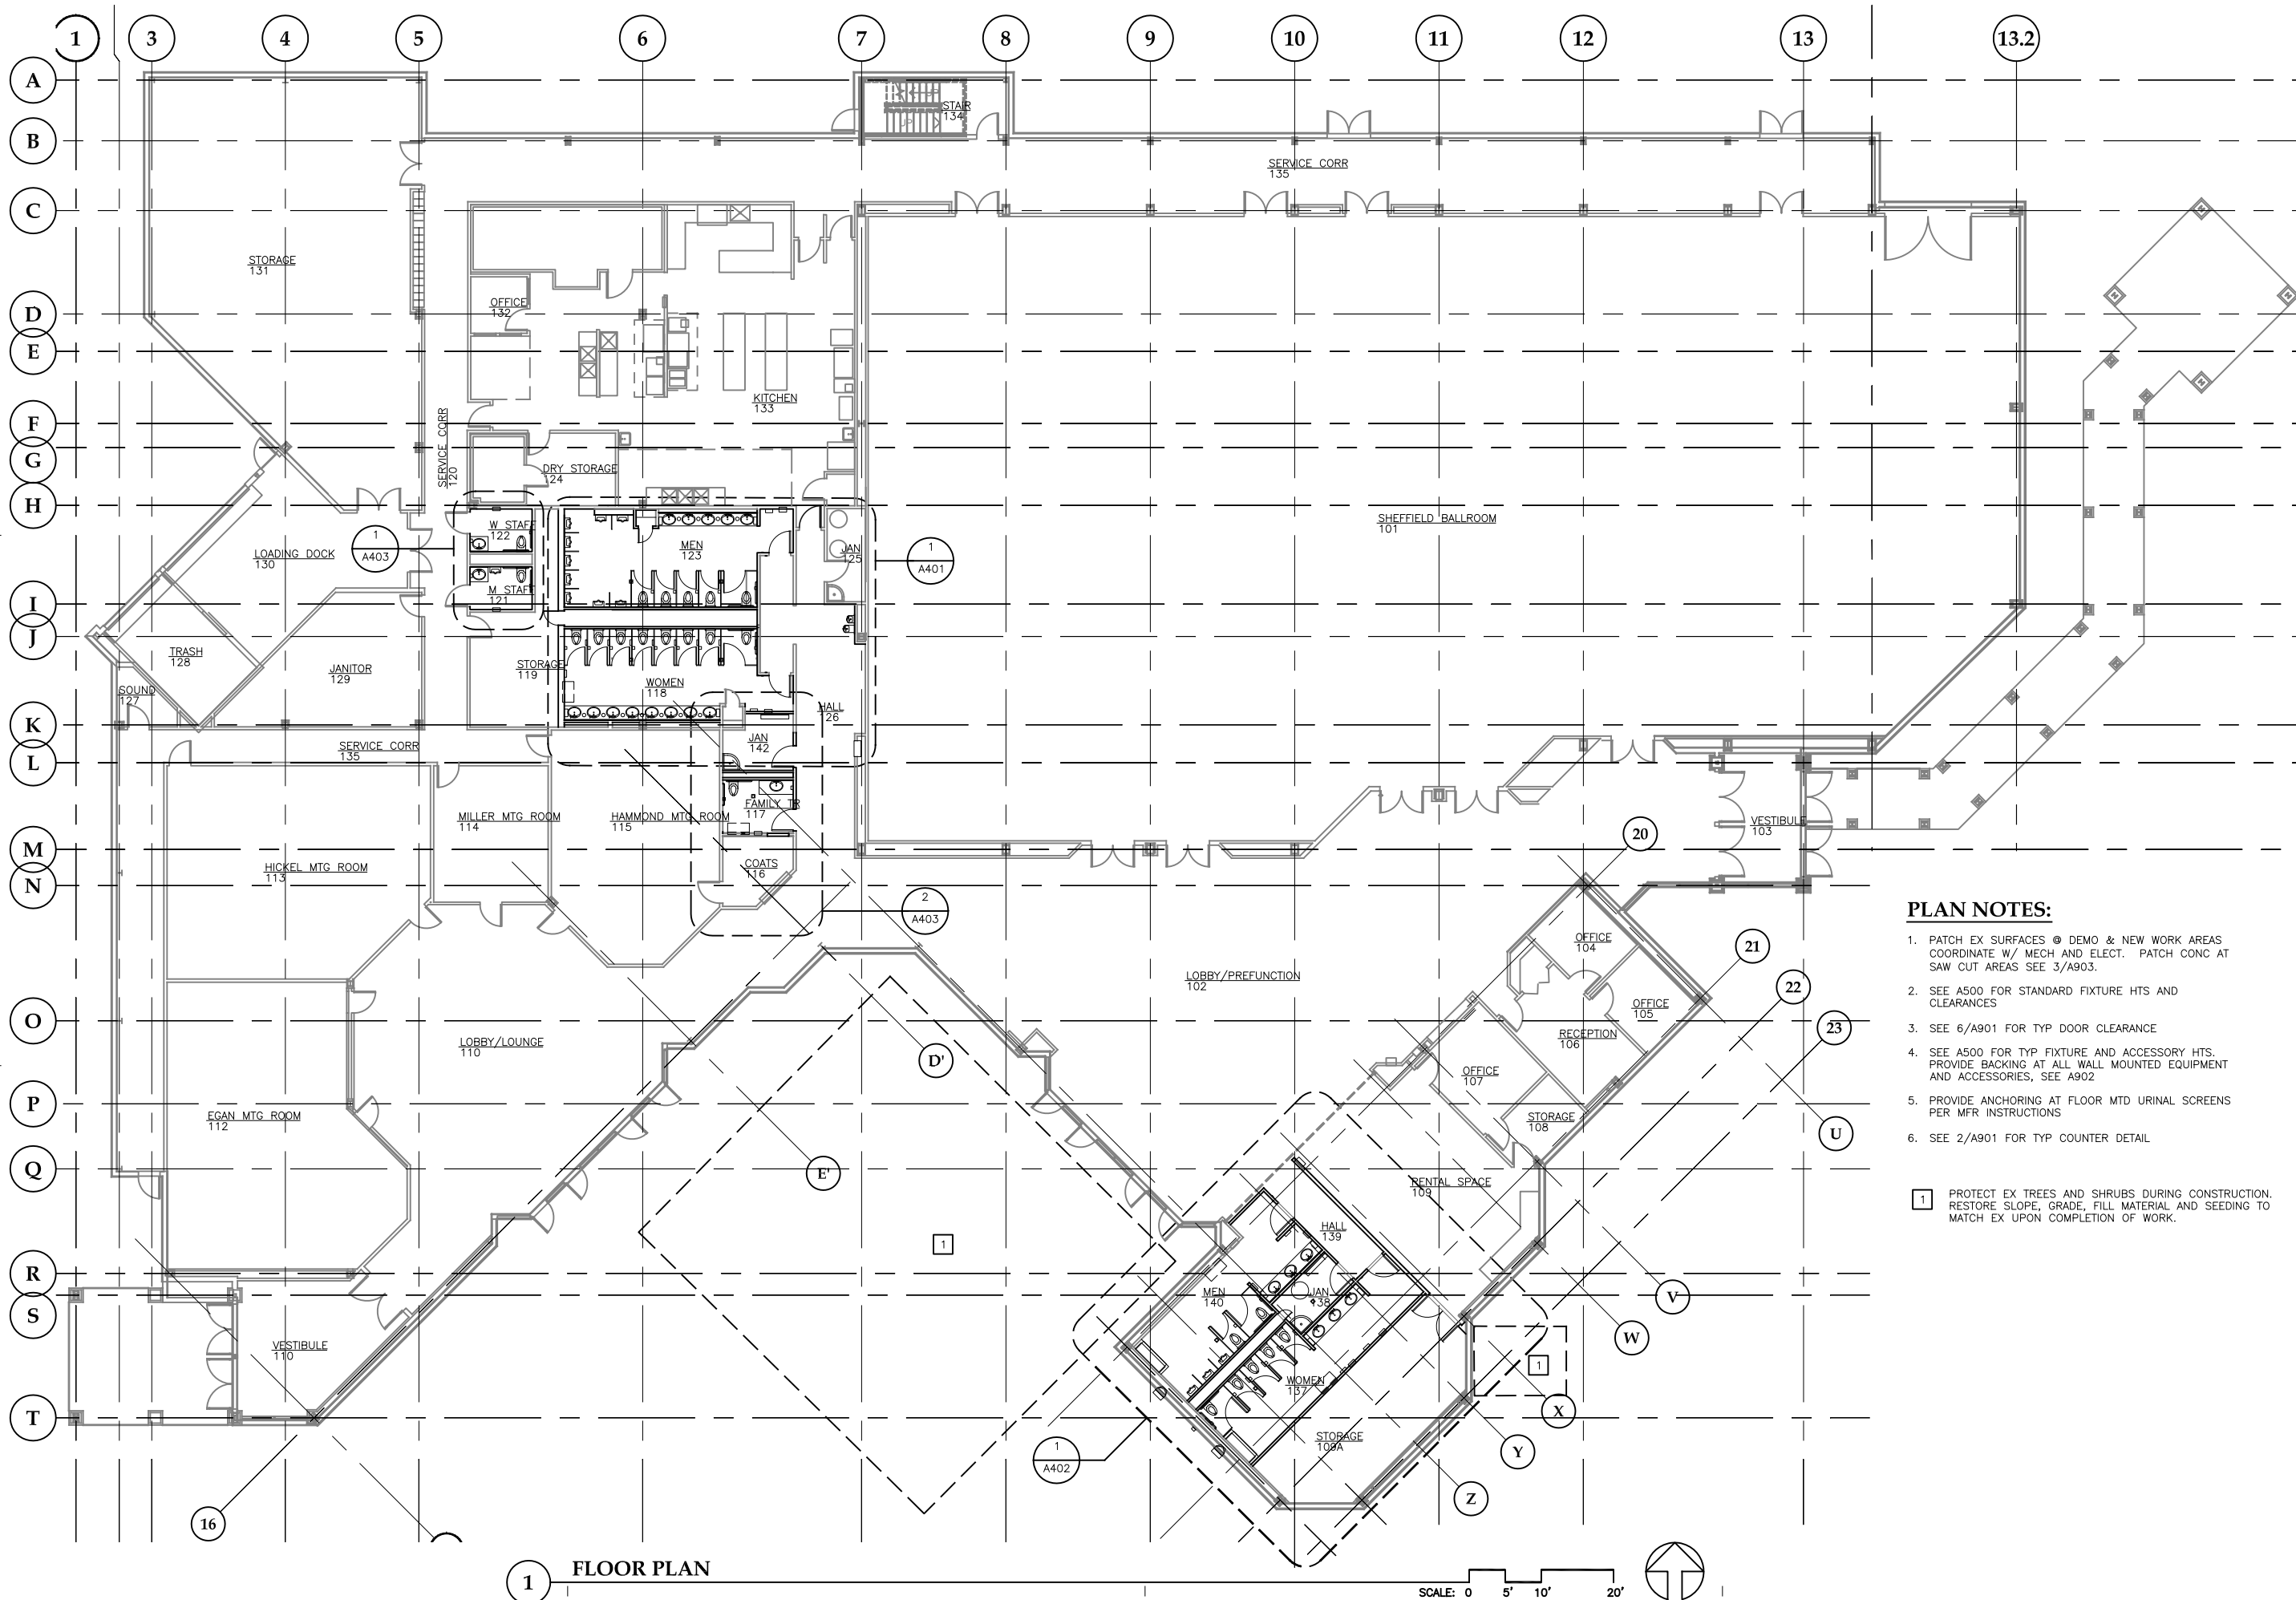 1 3 4 5 6 7 8 9 10 11 12 13 13.2
A
B
C
D
E
F
G
H
I
J
K
L
M
N
O
P
Q
R
S
T
STAIR
134
UP
SERVICE CORR
135
STORAGE
131
OFFICE
132
KITCHEN
133
SERVICE CORR
120
DRY STORAGE
124
W STAFF
122
M STAFF
121
1
A403
MEN
123
JAN
125
1
A401
SHEFFIELD BALLROOM
101
LOADING DOCK
130
TRASH
128
JANITOR
129
SOUND
127
STORAGE
119
WOMEN
118
HALL
126
JAN
142
SERVICE CORR
135
MILLER MTG ROOM
114
HAMMOND MTG ROOM
115
FAMILY TR
117
COATS
116
2
A403
HICKEL MTG ROOM
113
VESTIBULE
103
20
21
22
23
OFFICE
104
OFFICE
105
RECEPTION
106
OFFICE
107
STORAGE
108
LOBBY/PREFUNCTION
102
LOBBY/LOUNGE
110
EGAN MTG ROOM
112
D'
E'
U
V
W
X
Y
Z
RENTAL SPACE
109
HALL
139
MEN
140
JAN
138
WOMEN
137
STORAGE
109A
1
A402
1
1
VESTIBULE
110
16
PLAN NOTES:
1. PATCH EX SURFACES @ DEMO & NEW WORK AREAS
COORDINATE W/ MECH AND ELECT. PATCH CONC AT
SAW CUT AREAS SEE 3/A903.
2. SEE A500 FOR STANDARD FIXTURE HTS AND
CLEARANCES
3. SEE 6/A901 FOR TYP DOOR CLEARANCE
4. SEE A500 FOR TYP FIXTURE AND ACCESSORY HTS.
PROVIDE BACKING AT ALL WALL MOUNTED EQUIPMENT
AND ACCESSORIES, SEE A902
5. PROVIDE ANCHORING AT FLOOR MTD URINAL SCREENS
PER MFR INSTRUCTIONS
6. SEE 2/A901 FOR TYP COUNTER DETAIL
1 PROTECT EX TREES AND SHRUBS DURING CONSTRUCTION.
RESTORE SLOPE, GRADE, FILL MATERIAL AND SEEDING TO
MATCH EX UPON COMPLETION OF WORK.
1 FLOOR PLAN
SCALE: 0 5' 10' 20'